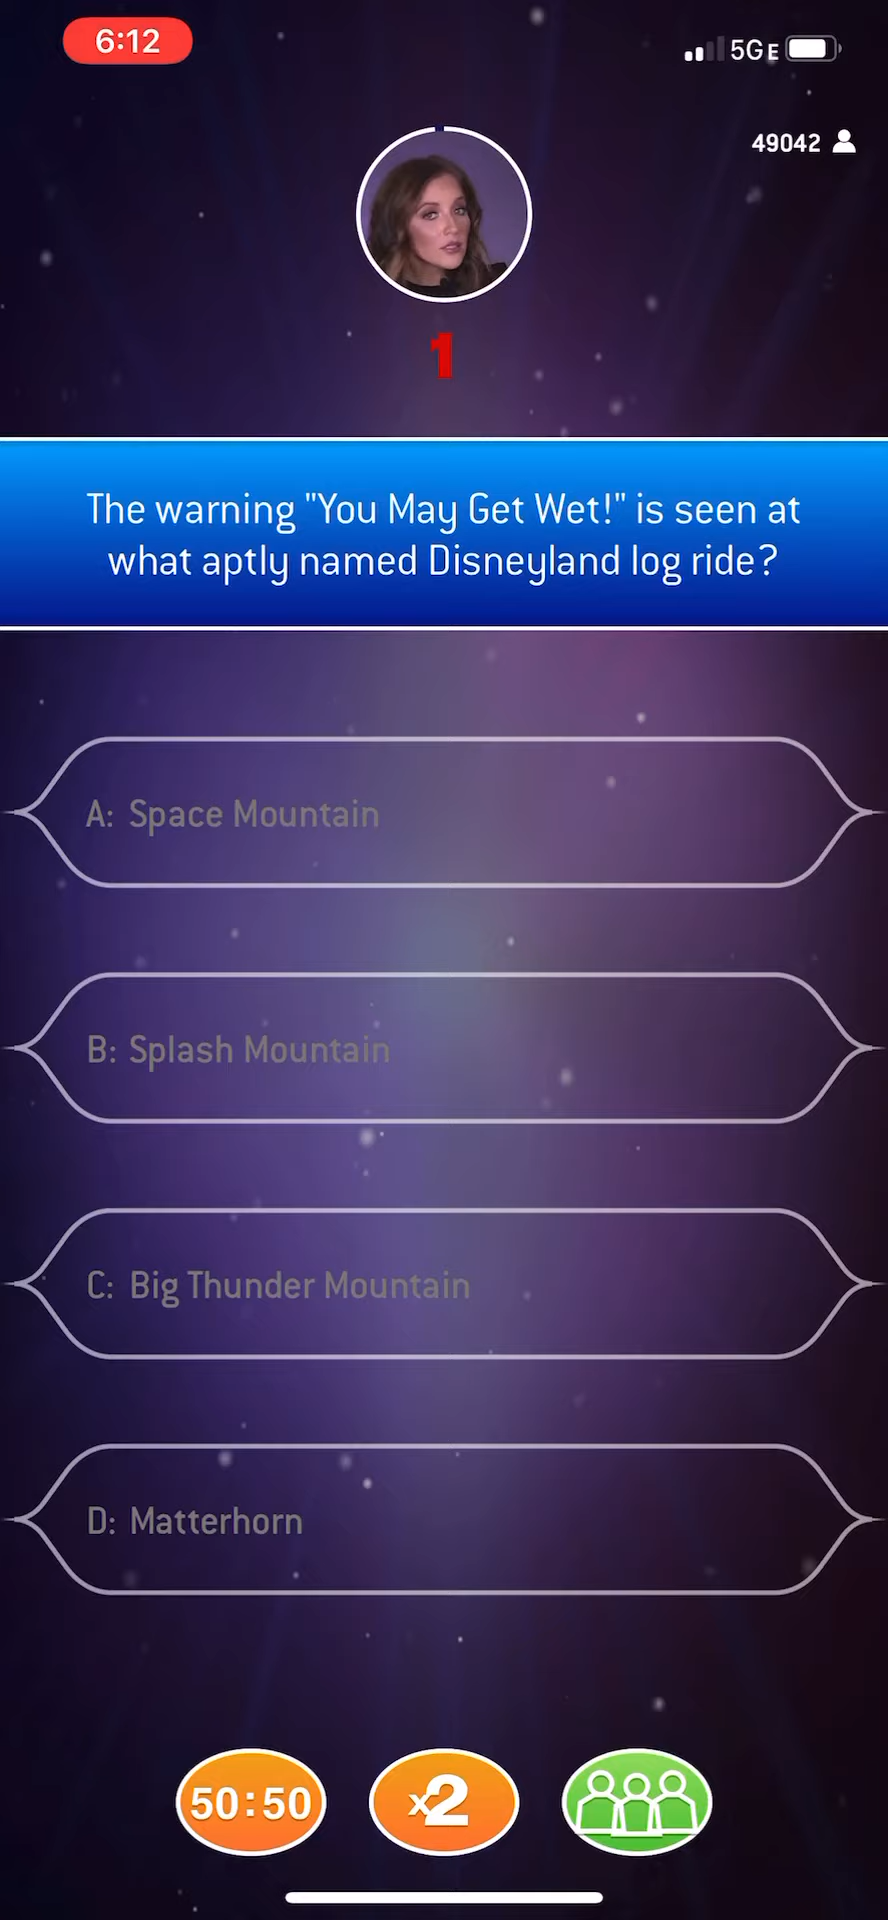 6:12
5GE
49042
1
The warning "You May Get Wet!" is seen at
what aptly named Disneyland log ride?
A: Space Mountain
B: Splash Mountain
C: Big Thunder Mountain
D: Matterhorn
50:50
x2